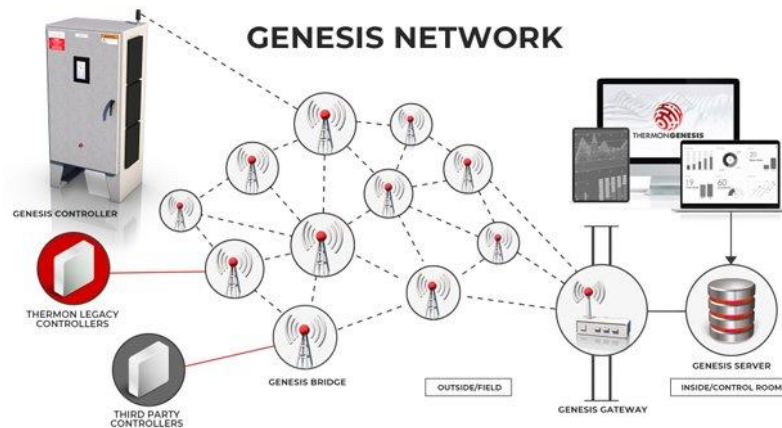 GENESIS NETWORK
THERMONGENESIS
GENESIS CONTROLLER
THERMON LEGACY
CONTROLLERS
THIRD PARTY
CONTROLLERS
GENESIS BRIDGE
OUTSIDE/FIELD
GENESIS GATEWAY
GENESIS SERVER
INSIDE/CONTROL ROOM